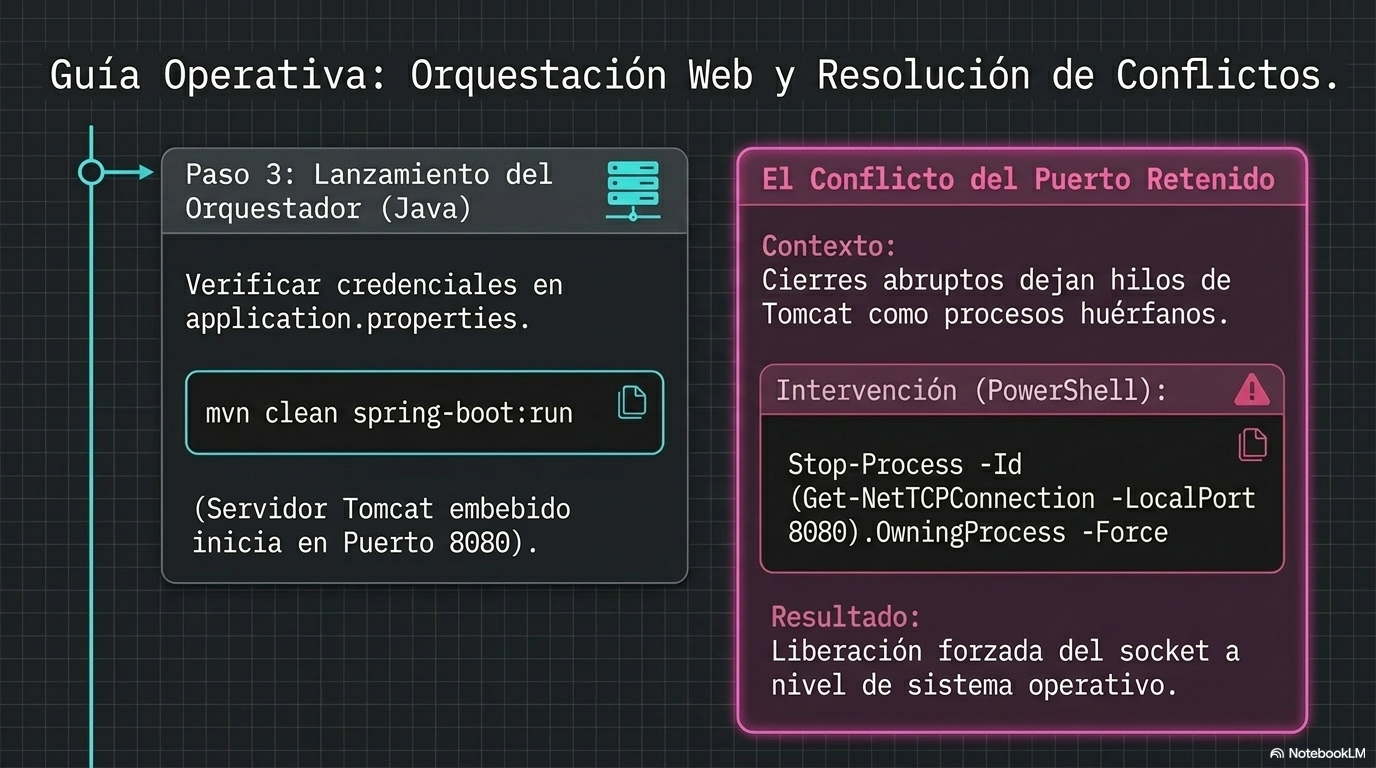 Guía Operativa: Orquestación Web y Resolución de Conflictos.
Paso 3: Lanzamiento del
Orquestador (Java)
Verificar credenciales en
application.properties.
mvn clean spring-boot:run
(Servidor Tomcat embebido
inicia en Puerto 8080).
El Conflicto del Puerto Retenido
Contexto:
Cierres abruptos dejan hilos de
Tomcat como procesos huérfanos.
Intervención (PowerShell):
Stop-Process -Id
(Get-NetTCPConnection -LocalPort
8080).OwningProcess -Force
Resultado:
Liberación forzada del socket a
nivel de sistema operativo.
NotebookLM